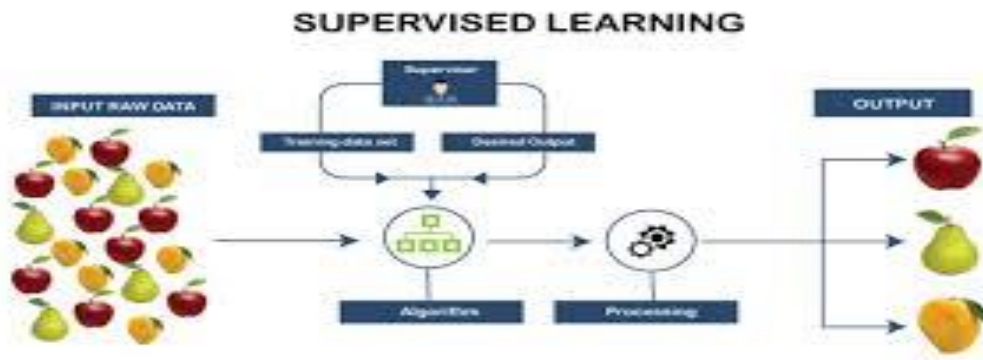 SUPERVISED LEARNING
Supervisor
INPUT RAW DATA
OUTPUT
Training data set
Desired Output
Algorithm
Processing